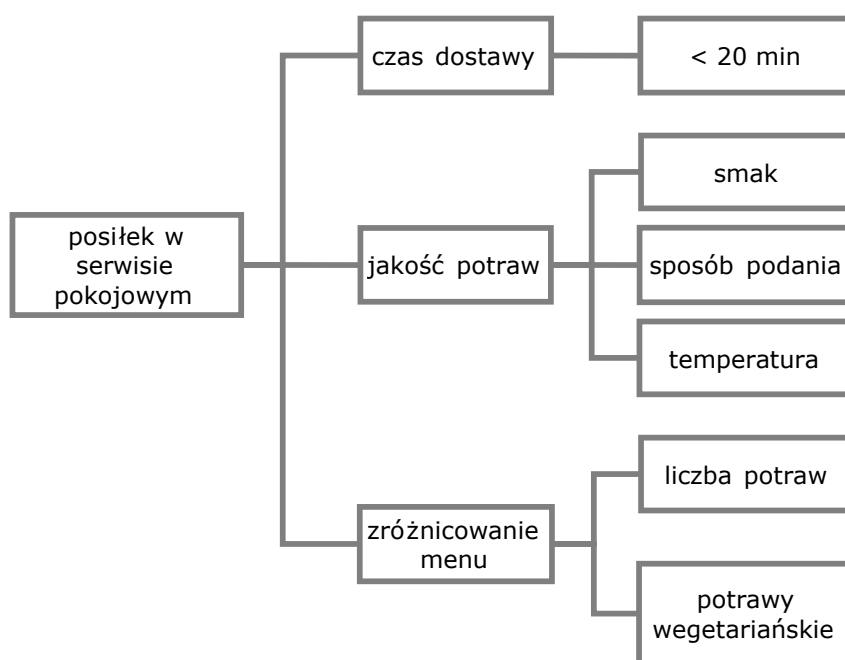 posiłek w
serwisie
pokojowym
czas dostawy
< 20 min
jakość potraw
smak
sposób podania
temperatura
zróżnicowanie
menu
liczba potraw
potrawy
wegetariańskie